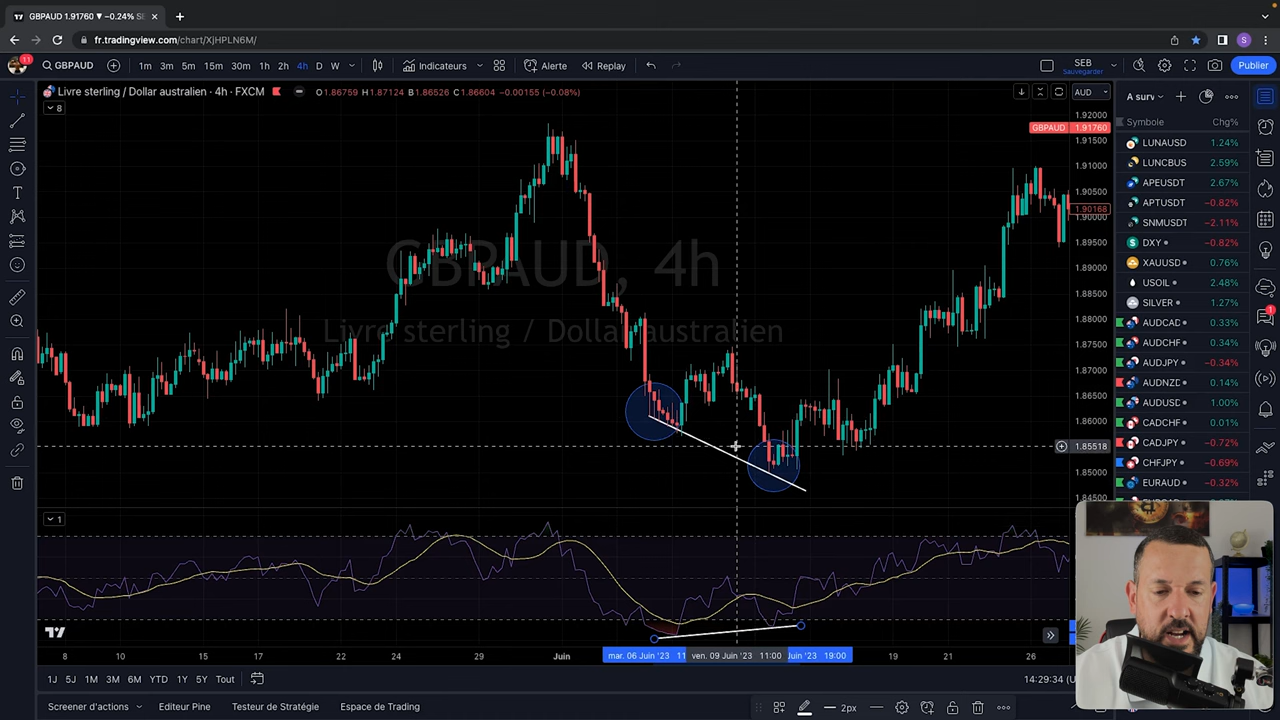 GBPAUD 1.91760 ▼ −0.24% SE
fr.tradingview.com/chart/XjHPLN6M/
S
11
GBPAUD
1m 3m 5m 15m 30m 1h 2h 4h D W
Indicateurs
Alerte
Replay
SEB
Sauvegarder
Publier
Livre sterling / Dollar australien · 4h · FXCM
O1.86759 H1.87124 B1.86526 C1.86604 −0.00155 (−0.08%)
AUD
8
GBPAUD, 4h
Livre sterling / Dollar australien
1.92000
GBPAUD 1.91760
1.91500
1.91000
1.90500
1.90168
1.90000
1.89500
1.89000
1.88500
1.88000
1.87500
1.87000
1.86500
1.86000
1.85518
1.85000
1.84500
A surv
Symbole Chg%
LUNAUSD 1.24%
LUNCBUS 2.59%
APEUSDT 2.67%
APTUSDT −0.82%
SNMUSDT −2.11%
DXY −0.82%
XAUUSD 0.76%
USOIL 2.48%
SILVER 1.27%
AUDCAD 0.33%
AUDCHF 0.34%
AUDJPY −0.34%
AUDNZD 0.14%
AUDUSD 1.00%
CADCHF 0.01%
CADJPY −0.72%
CHFJPY −0.69%
EURAUD −0.32%
1
1
8 10 15 17 22 24 29 Juin mar. 06 Juin '23 11 ven. 09 Juin '23 11:00 Juin '23 19:00 19 21 26
1J 5J 1M 3M 6M YTD 1Y 5Y Tout
14:29:34 (U
Screener d'actions
Editeur Pine
Testeur de Stratégie
Espace de Trading
2px